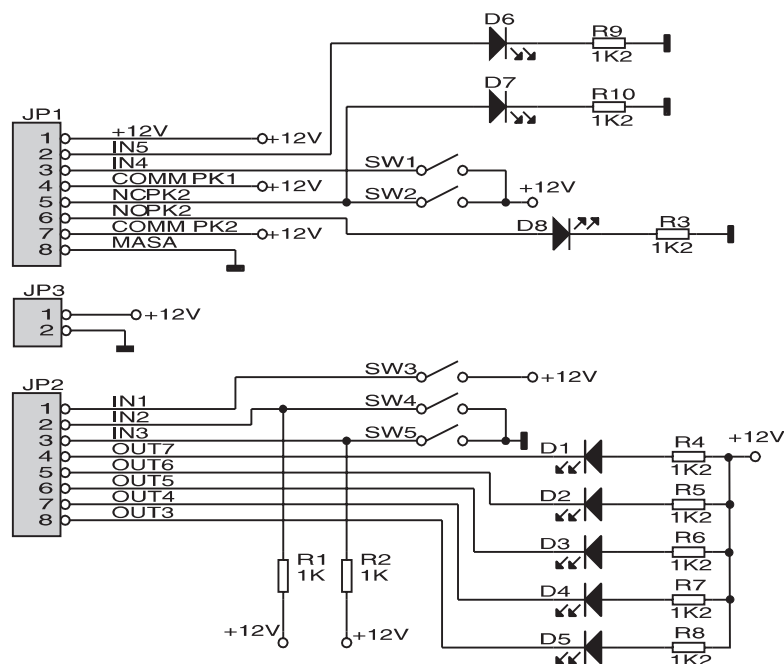 D6
R9
1K2
D7
R10
1K2
JP1
1 +12V +12V
2 IN5
3 IN4 SW1
4 COMM PK1 +12V
5 NCPK2 SW2 +12V
6 NOPK2
7 COMM PK2 +12V
8 MASA
D8
R3
1K2
JP3
1 +12V
2
JP2
1 IN1 SW3 +12V
2 IN2 SW4
3 IN3 SW5
4 OUT7
5 OUT6
6 OUT5
7 OUT4
8 OUT3
D1 R4 +12V
1K2
D2 R5
1K2
D3 R6
1K2
R1 R2
1K 1K
D4 R7
1K2
+12V +12V
D5 R8
1K2